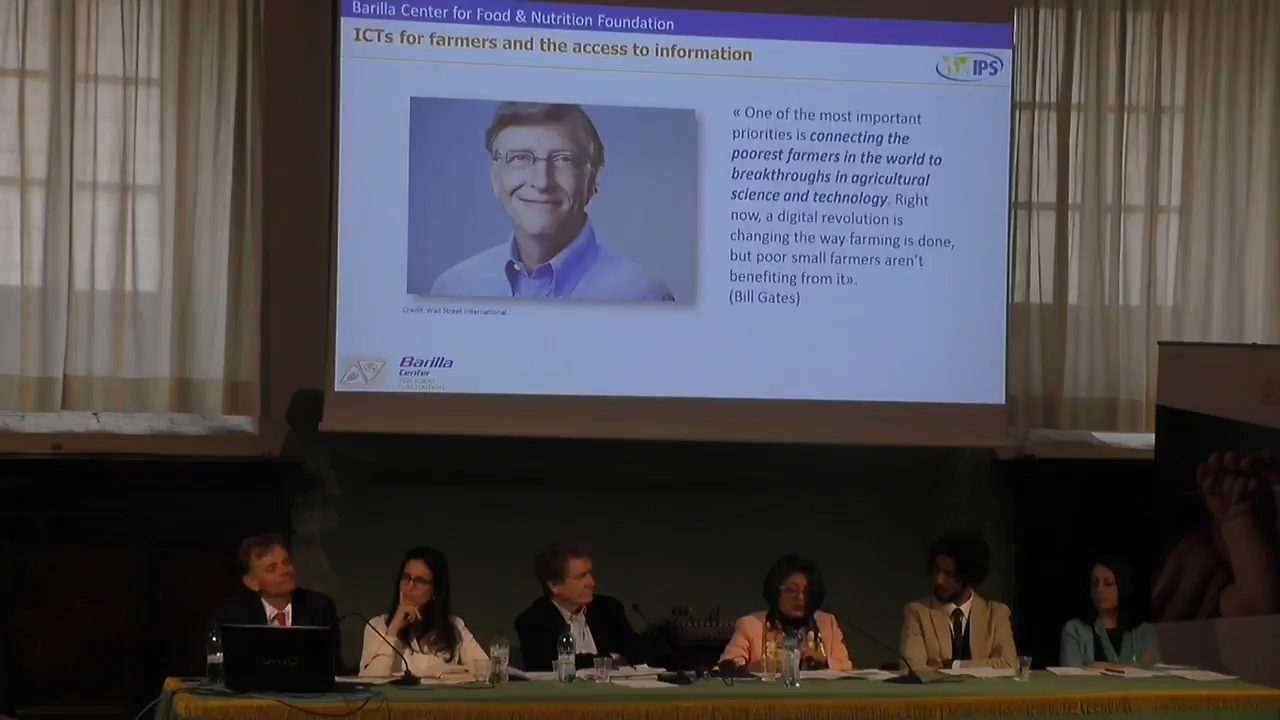 Barilla Center for Food & Nutrition Foundation
ICTs for farmers and the access to information
IPS
« One of the most important
priorities is connecting the
poorest farmers in the world to
breakthroughs in agricultural
science and technology. Right
now, a digital revolution is
changing the way farming is done,
but poor small farmers aren't
benefiting from it».
(Bill Gates)
Credit: Wall Street International
Barilla
Center
FOR FOOD
& NUTRITION